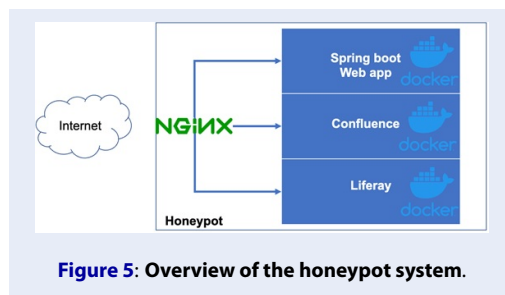 Spring boot
Web app
docker
Internet
NGiNX
Confluence
docker
Liferay
docker
Honeypot
Figure 5: Overview of the honeypot system.